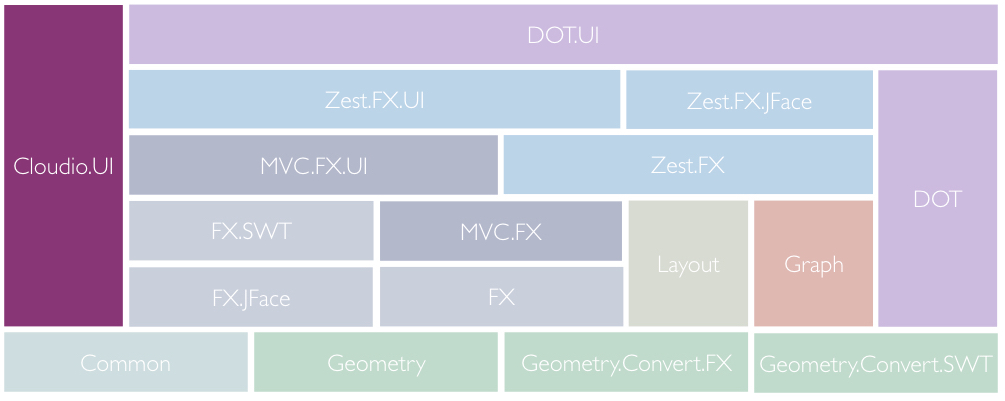 DOT.UI
Zest.FX.UI
Zest.FX.JFace
Cloudio.UI
MVC.FX.UI
Zest.FX
DOT
FX.SWT
MVC.FX
Layout
Graph
FX.JFace
FX
Common
Geometry
Geometry.Convert.FX
Geometry.Convert.SWT